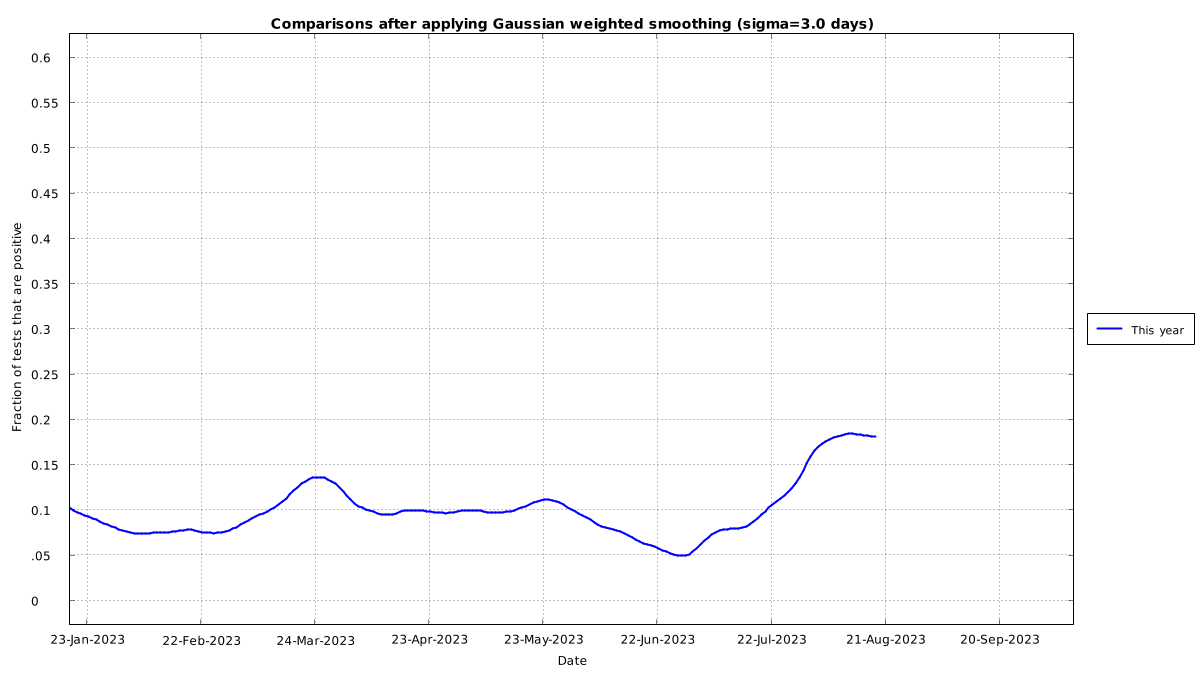 Comparisons after applying Gaussian weighted smoothing (sigma=3.0 days)
0.6
0.55
0.5
0.45
0.4
0.35
0.3
0.25
0.2
0.15
0.1
.05
0
Fraction of tests that are positive
This year
23-Jan-2023 22-Feb-2023 24-Mar-2023 23-Apr-2023 23-May-2023 22-Jun-2023 22-Jul-2023 21-Aug-2023 20-Sep-2023
Date